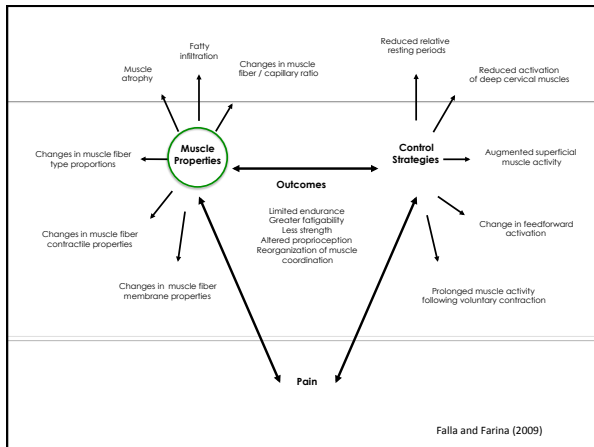 Reduced relative
resting periods
Fatty
infiltration
Changes in muscle
fiber / capillary ratio
Muscle
atrophy
Reduced activation
of deep cervical muscles
Muscle
Properties
Control
Strategies
Changes in muscle fiber
type proportions
Augmented superficial
muscle activity
Outcomes
Limited endurance
Greater fatigability
Less strength
Altered proprioception
Reorganization of muscle
coordination
Changes in muscle fiber
contractile properties
Change in feedforward
activation
Changes in muscle fiber
membrane properties
Prolonged muscle activity
following voluntary contraction
Pain
Falla and Farina (2009)